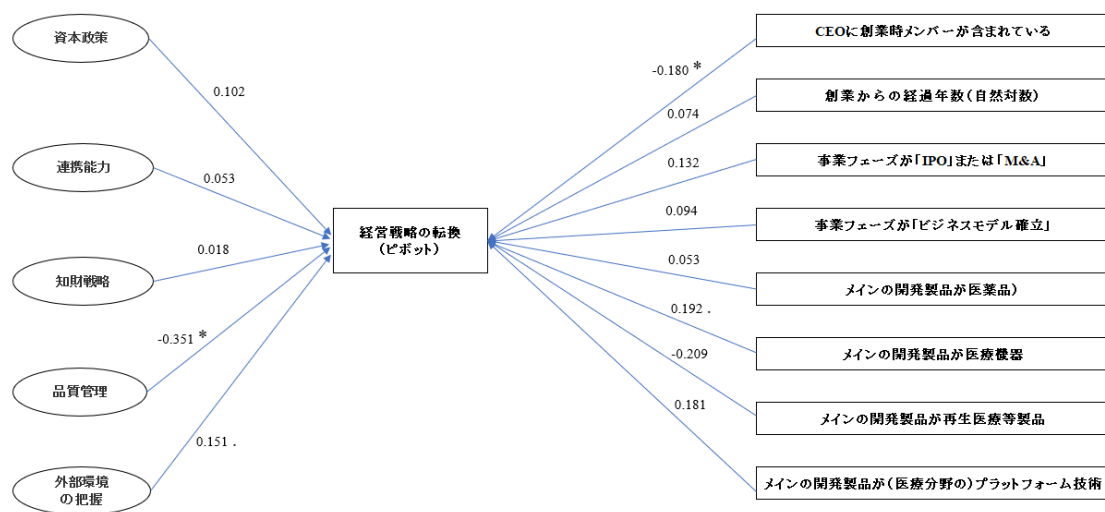 資本政策
連携能力
知財戦略
品質管理
外部環境
の把握
0.102
0.053
0.018
-0.351 *
0.151 .
経営戦略の転換
(ピボット)
-0.180 *
0.074
0.132
0.094
0.053
0.192 .
-0.209
0.181
CEOに創業時メンバーが含まれている
創業からの経過年数(自然対数)
事業フェーズが「IPO」または「M&A」
事業フェーズが「ビジネスモデル確立」
メインの開発製品が医薬品)
メインの開発製品が医療機器
メインの開発製品が再生医療等製品
メインの開発製品が(医療分野の)プラットフォーム技術